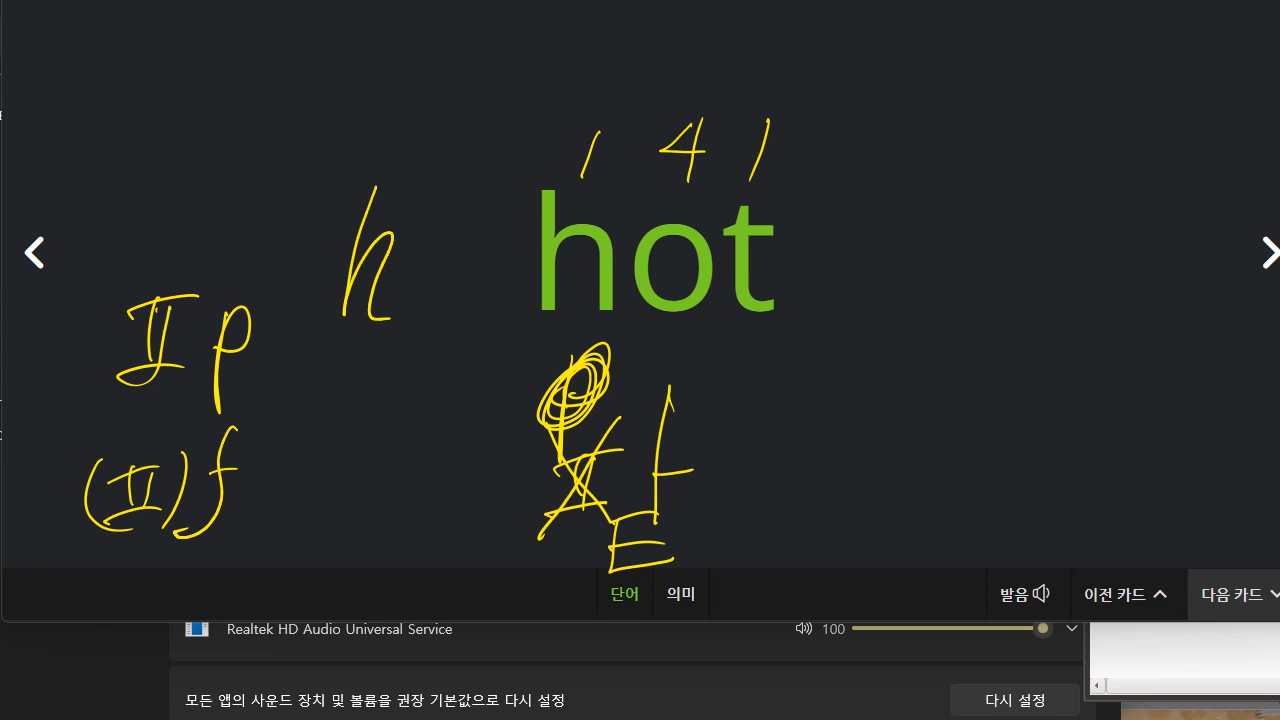 1 4 1
h hot
ㅍ p
(ㅍ) f
ㅌ
단어 의미 발음 이전 카드 다음 카드
Realtek HD Audio Universal Service 100
모든 앱의 사운드 장치 및 볼륨을 권장 기본값으로 다시 설정 다시 설정